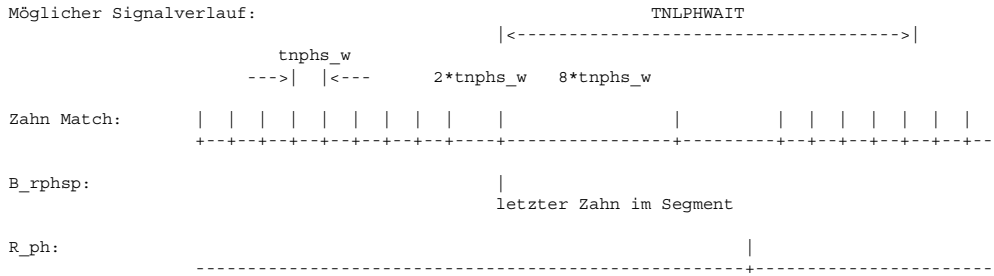 Möglicher Signalverlauf: TNLPHWAIT
|<------------------------------------->|
tnphs_w
--->| |<--- 2*tnphs_w 8*tnphs_w
Zahn Match: | | | | | | | | | | | | | | | | | |
+--+--+--+--+--+--+--+--+----+----------------+---------+--+--+--+--+--+--+--
B_rphsp: |
letzter Zahn im Segment
R_ph: |
-----------------------------------------------------+-----------------------